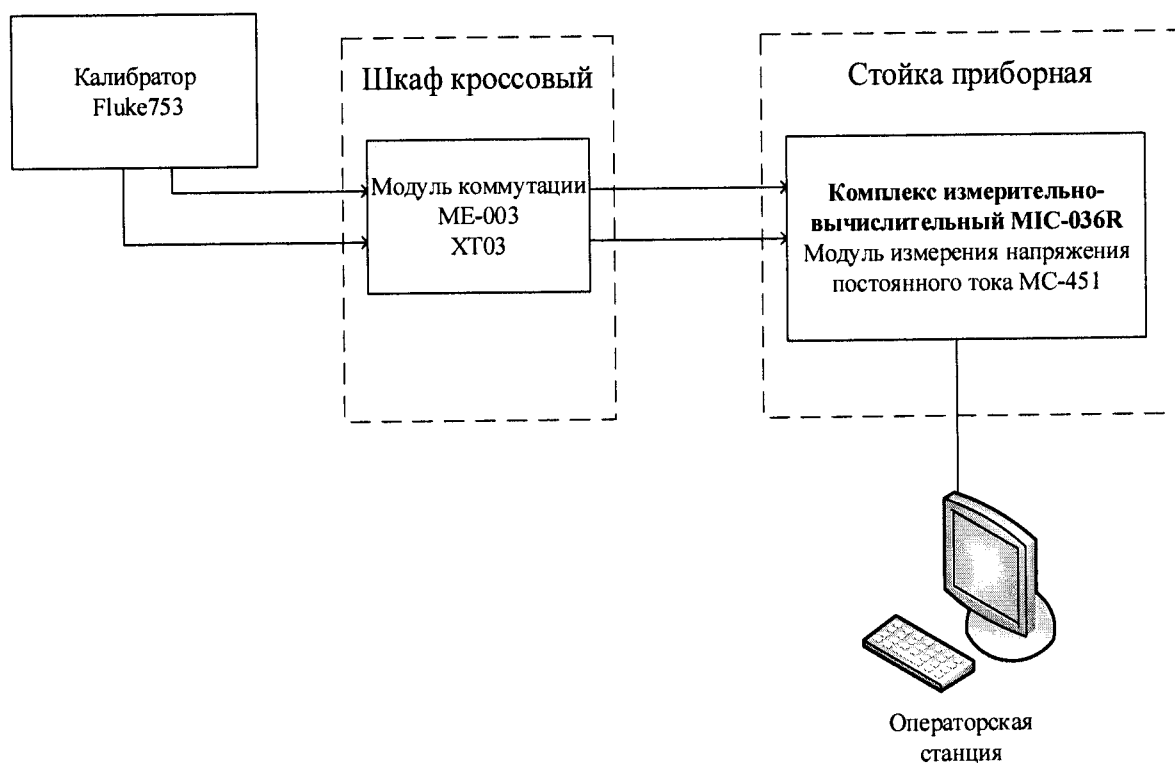 Калибратор
Fluke753
Шкаф кроссовый
Модуль коммутации
МЕ-003
ХТ03
Стойка приборная
Комплекс измерительно-
вычислительный MIC-036R
Модуль измерения напряжения
постоянного тока МС-451
Операторская
станция